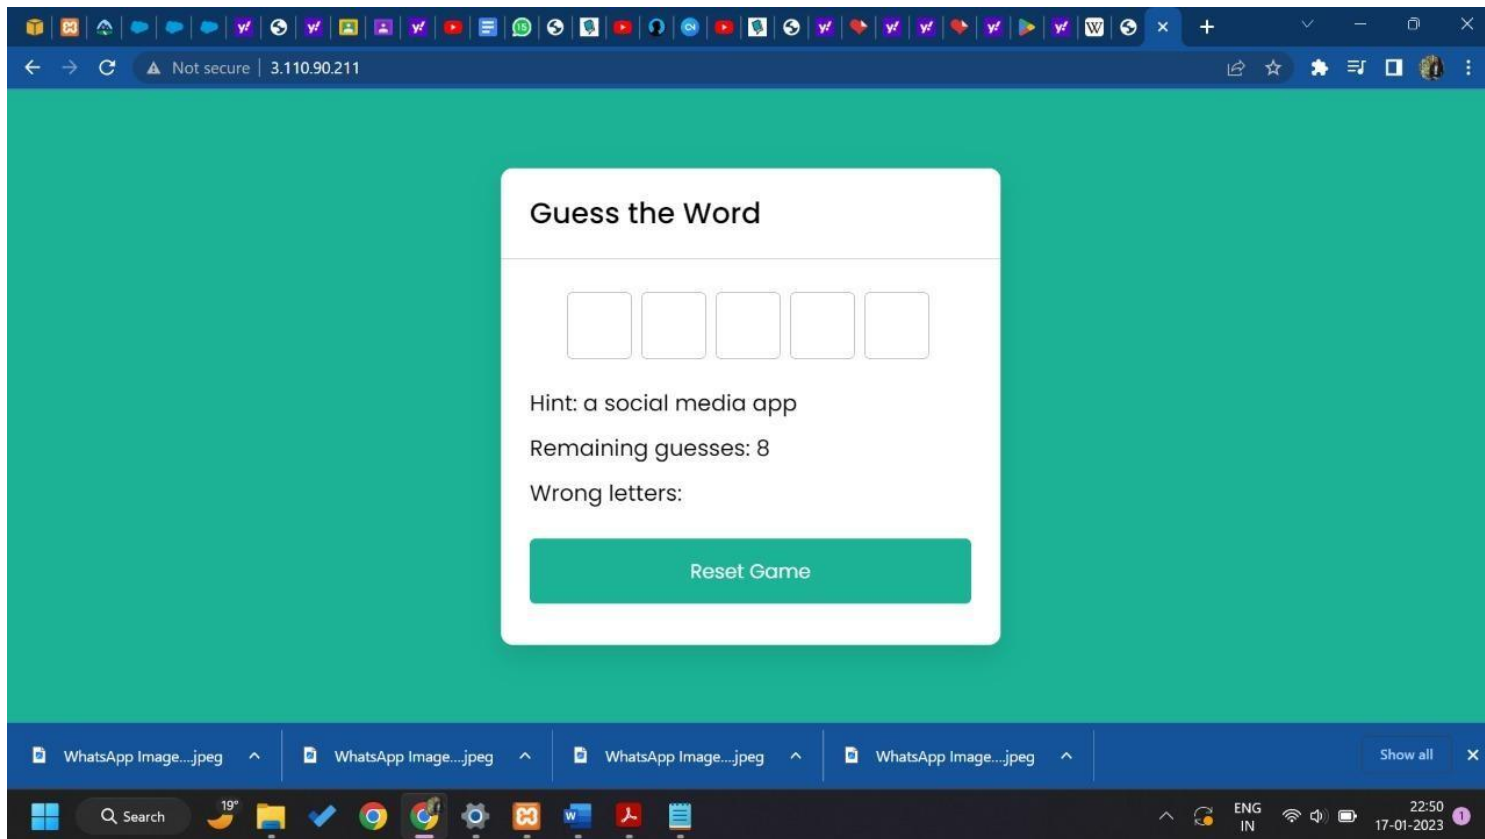 Not secure | 3.110.90.211
Guess the Word
Hint: a social media app
Remaining guesses: 8
Wrong letters:
Reset Game
WhatsApp Image....jpeg
WhatsApp Image....jpeg
WhatsApp Image....jpeg
WhatsApp Image....jpeg
Show all
Search
19°
ENG
IN
22:50
17-01-2023
1